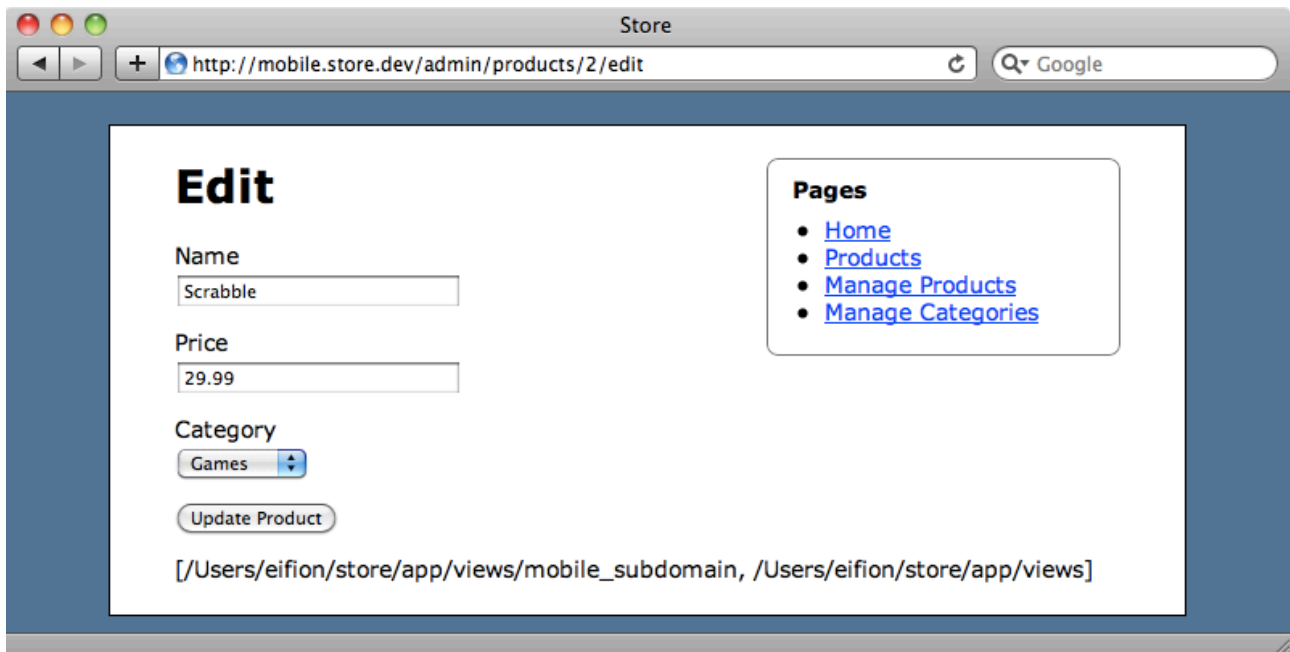 Store
http://mobile.store.dev/admin/products/2/edit
Google
Edit
Name
Scrabble
Price
29.99
Category
Games
Update Product
[/Users/eifion/store/app/views/mobile_subdomain, /Users/eifion/store/app/views]
Pages
Home
Products
Manage Products
Manage Categories